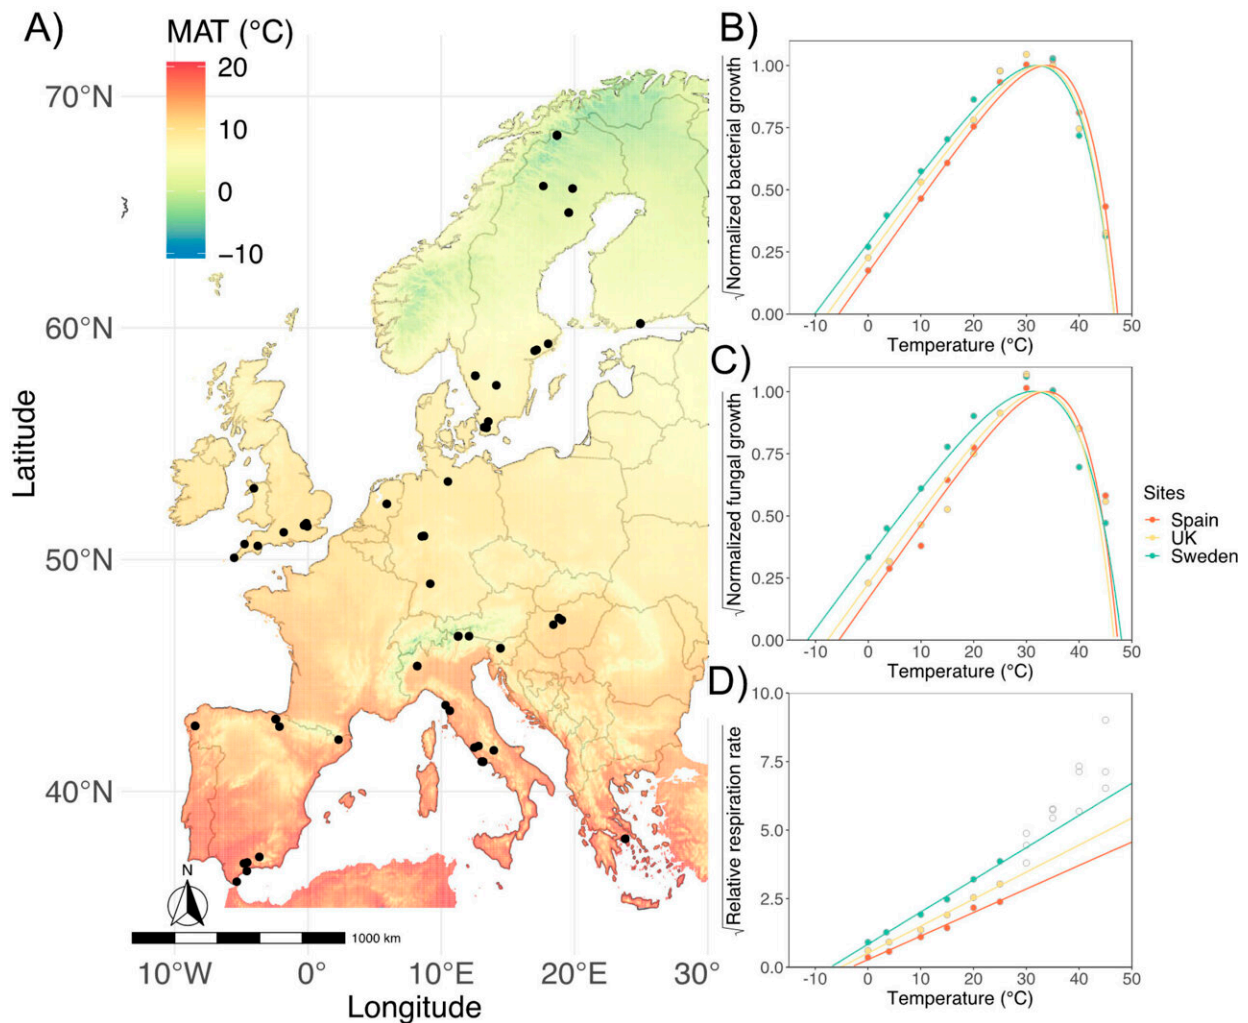 A)
MAT (°C)
20
10
0
−10
70°N
60°N
50°N
40°N
Latitude
N
1000 km
10°W
0°
10°E
20°E
30°
Longitude
B)
√Normalized bacterial growth
1.00
0.75
0.50
0.25
0.00
-10
0
10
20
30
40
50
Temperature (°C)
C)
√Normalized fungal growth
1.00
0.75
0.50
0.25
0.00
-10
0
10
20
30
40
50
Temperature (°C)
Sites
Spain
UK
Sweden
D)
√Relative respiration rate
10.0
7.5
5.0
2.5
0.0
-10
0
10
20
30
40
50
Temperature (°C)